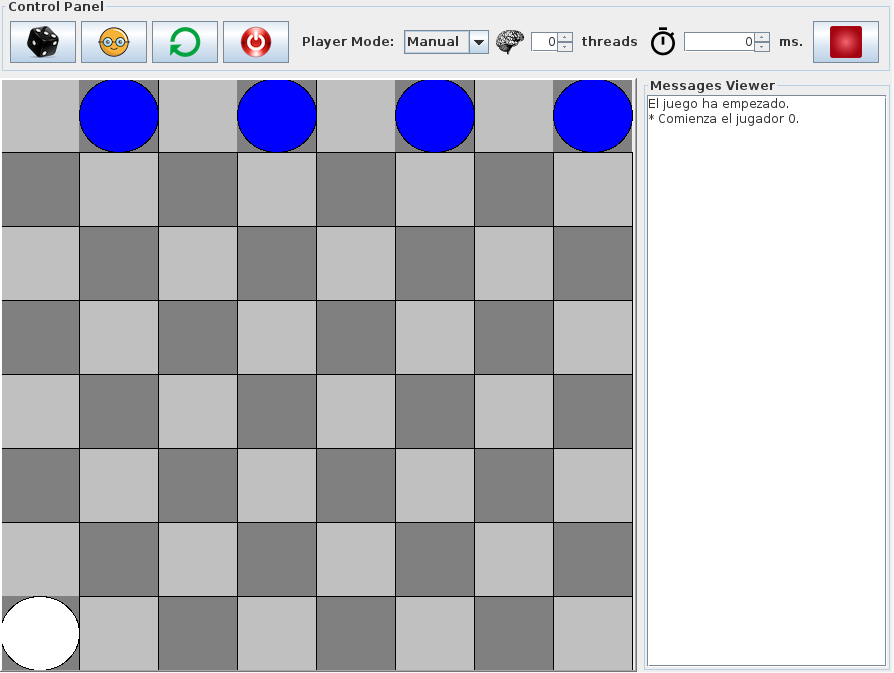 Control Panel
Player Mode: Manual 0 threads 0 ms.
Messages Viewer
El juego ha empezado.
* Comienza el jugador 0.